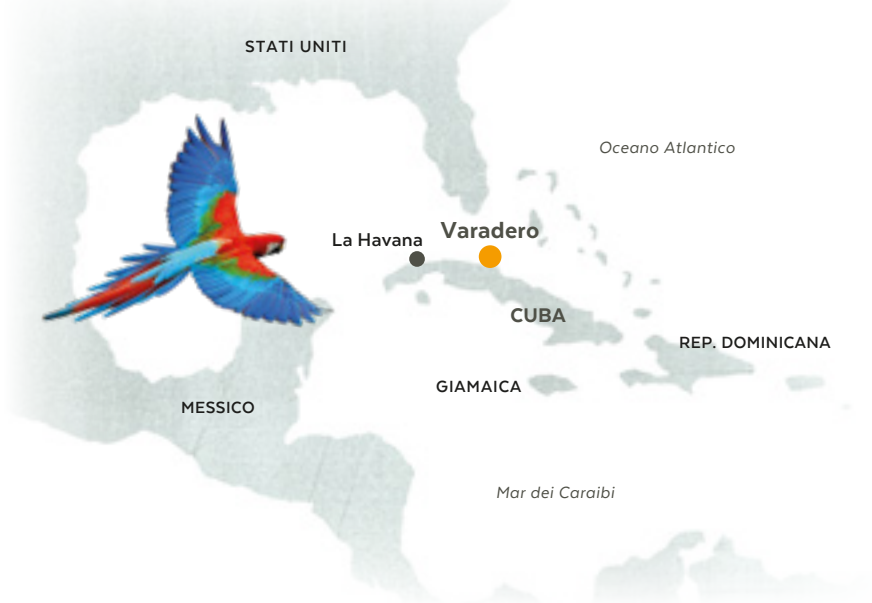 STATI UNITI
Oceano Atlantico
Varadero
La Havana
CUBA
REP. DOMINICANA
GIAMAICA
MESSICO
Mar dei Caraibi